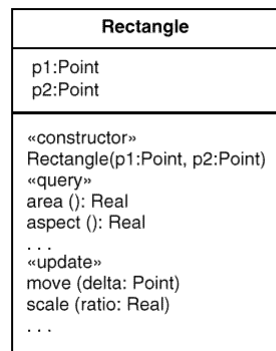 Rectangle
p1:Point
p2:Point
«constructor»
Rectangle(p1:Point, p2:Point)
«query»
area (): Real
aspect (): Real
. . .
«update»
move (delta: Point)
scale (ratio: Real)
. . .